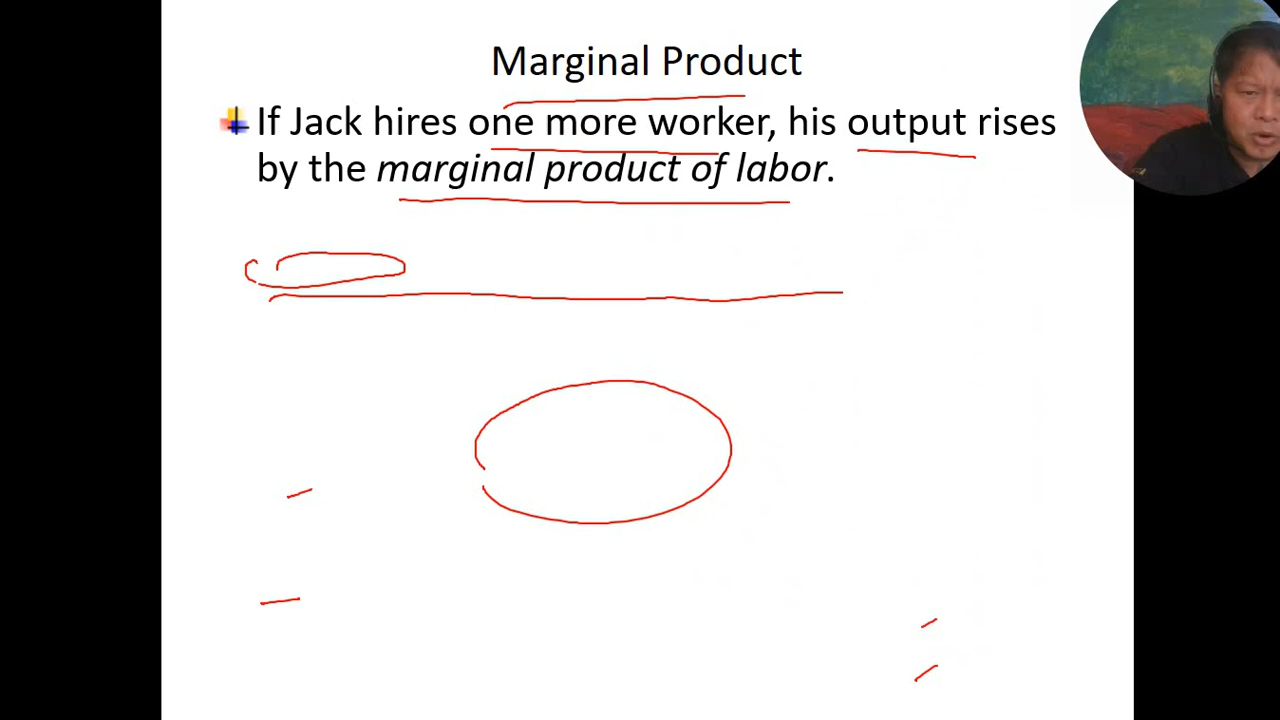 Marginal Product
If Jack hires one more worker, his output rises
by the marginal product of labor.